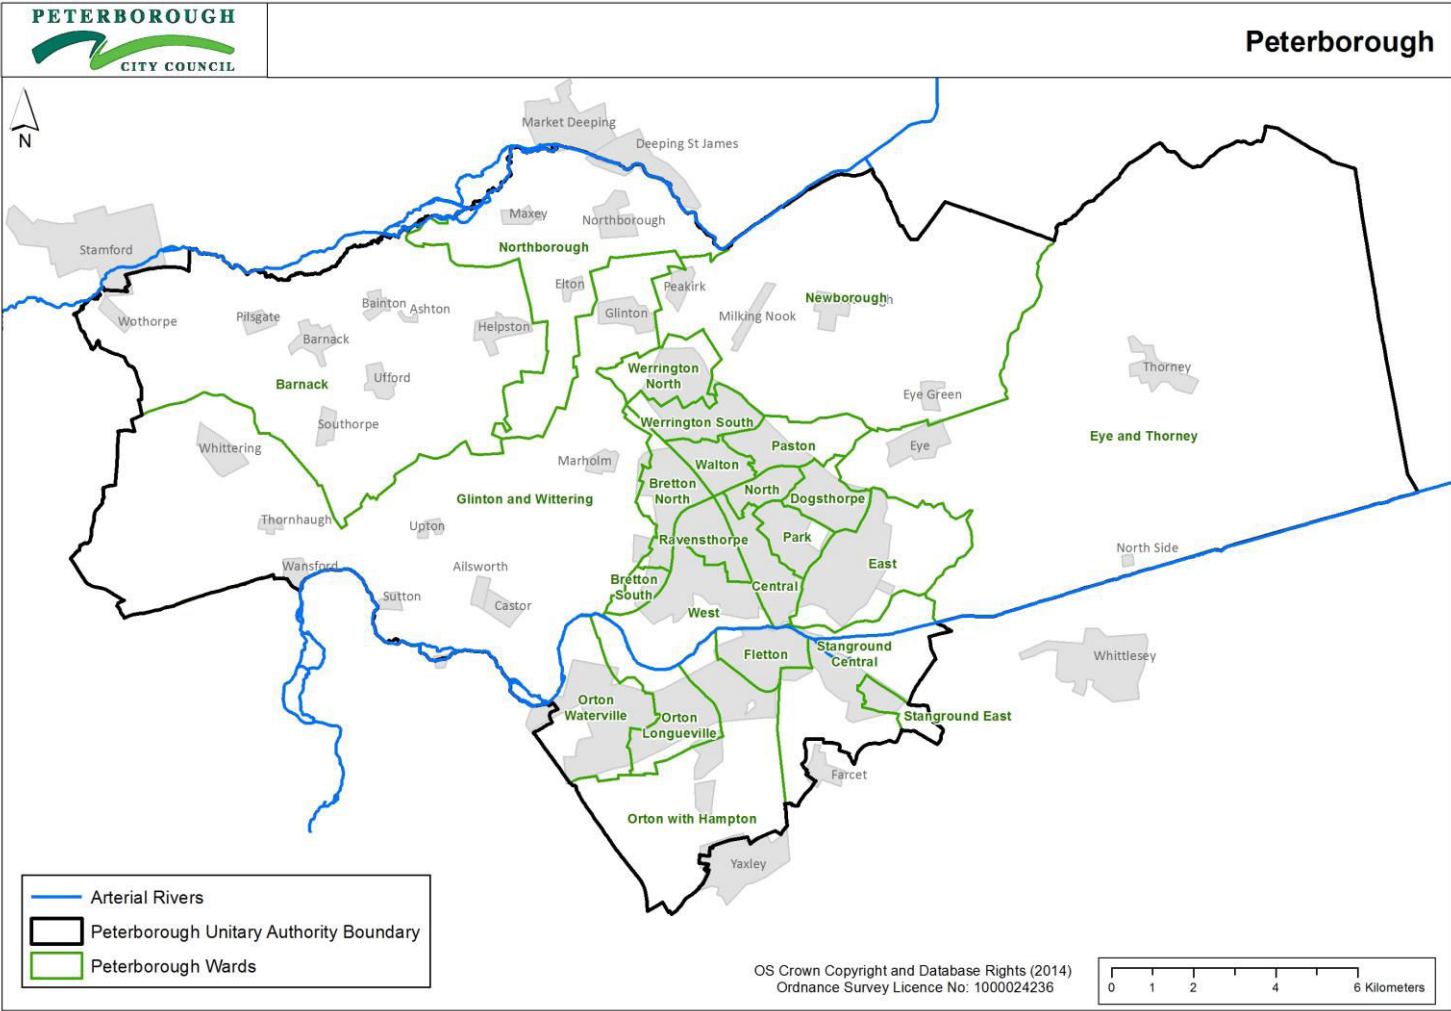 PETERBOROUGH
CITY COUNCIL
Peterborough
N
Market Deeping
Deeping St James
Maxey
Northborough
Northborough
Stamford
Elton
Peakirk
Newborough
Bainton
Ashton
Glinton
Milking Nook
Wothorpe
Pilsgate
Helpston
Barnack
Werrington
North
Thorney
Barnack
Ufford
Eye Green
Southorpe
Werrington South
Eye and Thorney
Whittering
Paston
Eye
Marholm
Walton
Bretton
North
North
Dogsthorpe
Glinton and Wittering
Thornhaugh
Upton
Ravensthorpe
Park
North Side
Wansford
Ailsworth
East
Bretton
South
Central
Sutton
Castor
West
Fletton
Stanground
Central
Whittlesey
Orton
Waterville
Orton
Longueville
Stanground East
Farcet
Orton with Hampton
Yaxley
Arterial Rivers
Peterborough Unitary Authority Boundary
Peterborough Wards
OS Crown Copyright and Database Rights (2014)
Ordnance Survey Licence No: 1000024236
0 1 2 4 6 Kilometers